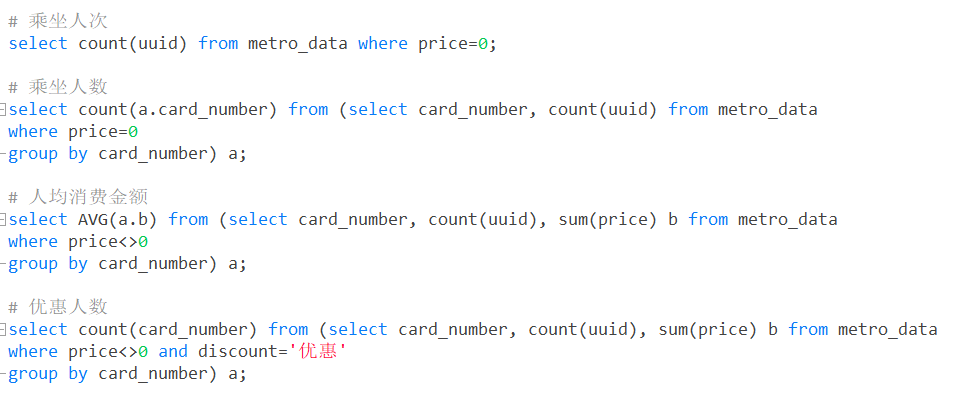 # 乘坐人次
select count(uuid) from metro_data where price=0;
# 乘坐人数
select count(a.card_number) from (select card_number, count(uuid) from metro_data
where price=0
group by card_number) a;
# 人均消费金额
select AVG(a.b) from (select card_number, count(uuid), sum(price) b from metro_data
where price<>0
group by card_number) a;
# 优惠人数
select count(card_number) from (select card_number, count(uuid), sum(price) b from metro_data
where price<>0 and discount='优惠'
group by card_number) a;